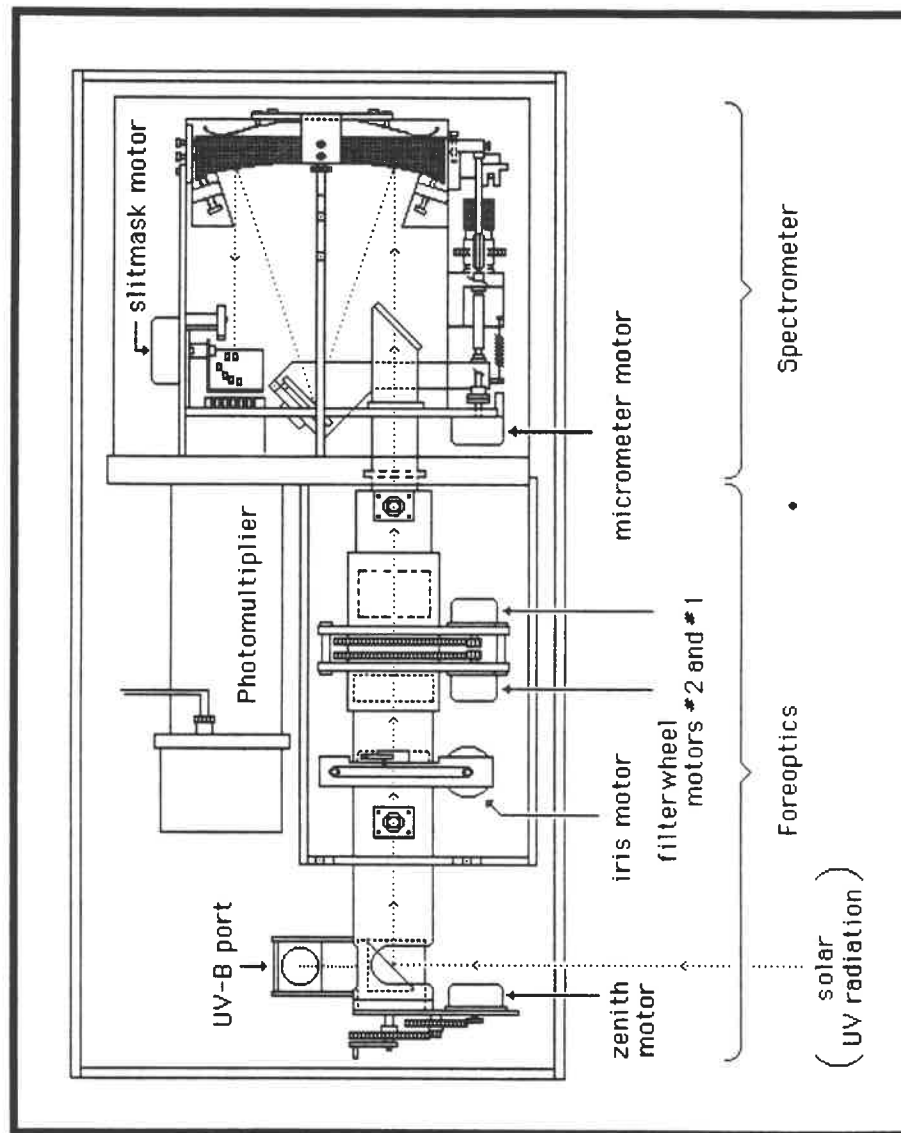 slitmask motor
Photomultiplier
UV-B port
micrometer motor
filterwheel
motors #2 and #1
iris motor
zenith
motor
Spectrometer
Foreoptics
solar
(UV radiation)